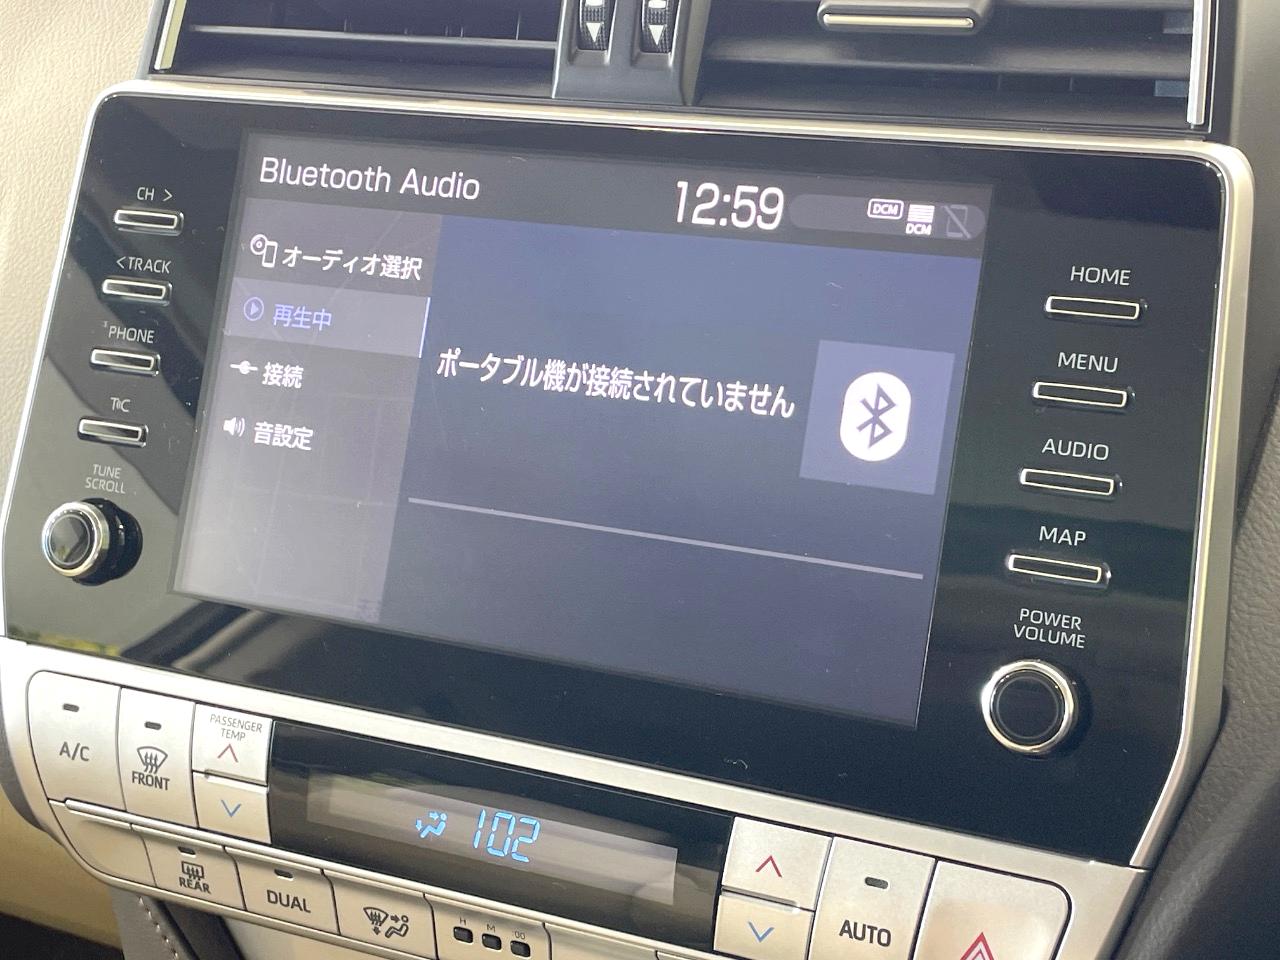 Bluetooth Audio
12:59
DCM
DCM
オーディオ選択
再生中
接続
音設定
ポータブル機が接続されていません
CH >
<TRACK
PHONE
TUNE
SCROLL
HOME
MENU
AUDIO
MAP
POWER
VOLUME
A/C
FRONT
PASSENGER
TEMP
102
REAR
DUAL
H M :00
AUTO